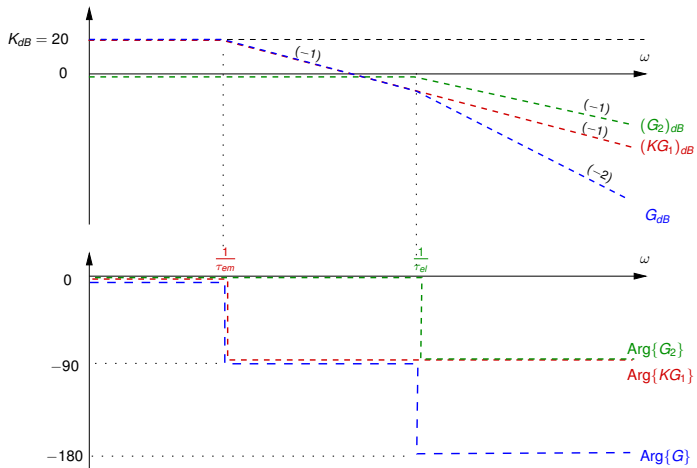 K_dB = 20
ω
(−1)
0
(−1)
(G₂)_dB
(−1)
(KG₁)_dB
(−2)
G_dB
1/τ_em
1/τ_el
ω
0
Arg{G₂}
−90
Arg{KG₁}
−180
Arg{G}